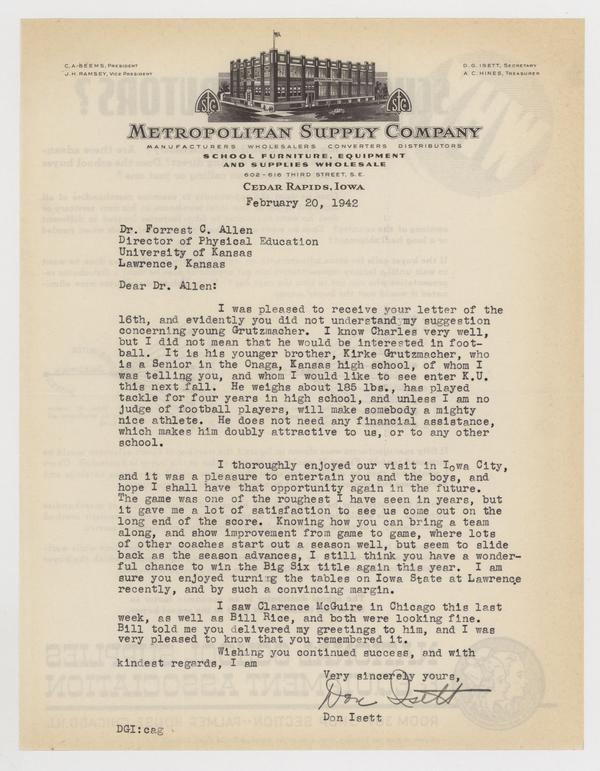 C. A. BEEMS, PRESIDENT
J. H. RAMSEY, VICE PRESIDENT
D. G. ISETT, SECRETARY
A. C. HINES, TREASURER
METROPOLITAN SUPPLY COMPANY
MANUFACTURERS WHOLESALERS CONVERTERS DISTRIBUTORS
SCHOOL FURNITURE, EQUIPMENT
AND SUPPLIES WHOLESALE
602-616 THIRD STREET, S.E.
CEDAR RAPIDS, IOWA
February 20, 1942
Dr. Forrest C. Allen
Director of Physical Education
University of Kansas
Lawrence, Kansas
Dear Dr. Allen:
I was pleased to receive your letter of the
16th, and evidently you did not understand my suggestion
concerning young Grutzmacher. I know Charles very well,
but I did not mean that he would be interested in foot-
ball. It is his younger brother, Kirke Grutzmacher, who
is a Senior in the Onaga, Kansas high school, of whom I
was telling you, and whom I would like to see enter K.U.
this next fall. He weighs about 185 lbs., has played
tackle for four years in high school, and unless I am no
judge of football players, will make somebody a mighty
nice athlete. He does not need any financial assistance,
which makes him doubly attractive to us, or to any other
school.
I thoroughly enjoyed our visit in Iowa City,
and it was a pleasure to entertain you and the boys, and
hope I shall have that opportunity again in the future.
The game was one of the roughest I have seen in years, but
it gave me a lot of satisfaction to see us come out on the
long end of the score. Knowing how you can bring a team
along, and show improvement from game to game, where lots
of other coaches start out a season well, but seem to slide
back as the season advances, I still think you have a wonder-
ful chance to win the Big Six title again this year. I am
sure you enjoyed turning the tables on Iowa State at Lawrence
recently, and by such a convincing margin.
I saw Clarence McGuire in Chicago this last
week, as well as Bill Rice, and both were looking fine.
Bill told me you delivered my greetings to him, and I was
very pleased to know that you remembered it.
Wishing you continued success, and with
kindest regards, I am
Very sincerely yours,
Don Isett
Don Isett
DGI:cag